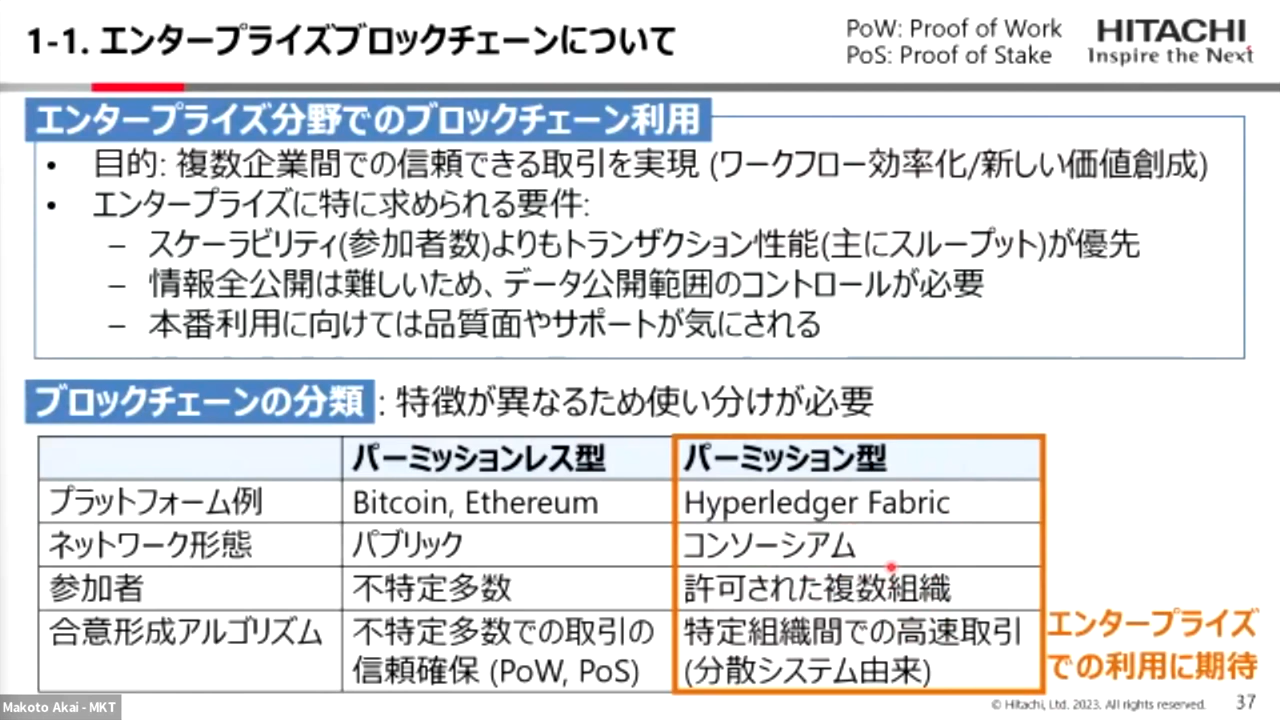 1-1. エンタープライズブロックチェーンについて
PoW: Proof of Work
PoS: Proof of Stake
HITACHI
Inspire the Next
エンタープライズ分野でのブロックチェーン利用
• 目的: 複数企業間での信頼できる取引を実現 (ワークフロー効率化/新しい価値創成)
• エンタープライズに特に求められる要件:
– スケーラビリティ(参加者数)よりもトランザクション性能(主にスループット)が優先
– 情報全公開は難しいため、データ公開範囲のコントロールが必要
– 本番利用に向けては品質面やサポートが気にされる
ブロックチェーンの分類 : 特徴が異なるため使い分けが必要
パーミッションレス型 パーミッション型
プラットフォーム例 Bitcoin, Ethereum Hyperledger Fabric
ネットワーク形態 パブリック コンソーシアム
参加者 不特定多数 許可された複数組織
合意形成アルゴリズム 不特定多数での取引の 特定組織間での高速取引
信頼確保 (PoW, PoS) (分散システム由来)
エンタープライズ
での利用に期待
Makoto Akai - MKT
© Hitachi, Ltd. 2023. All rights reserved. 37